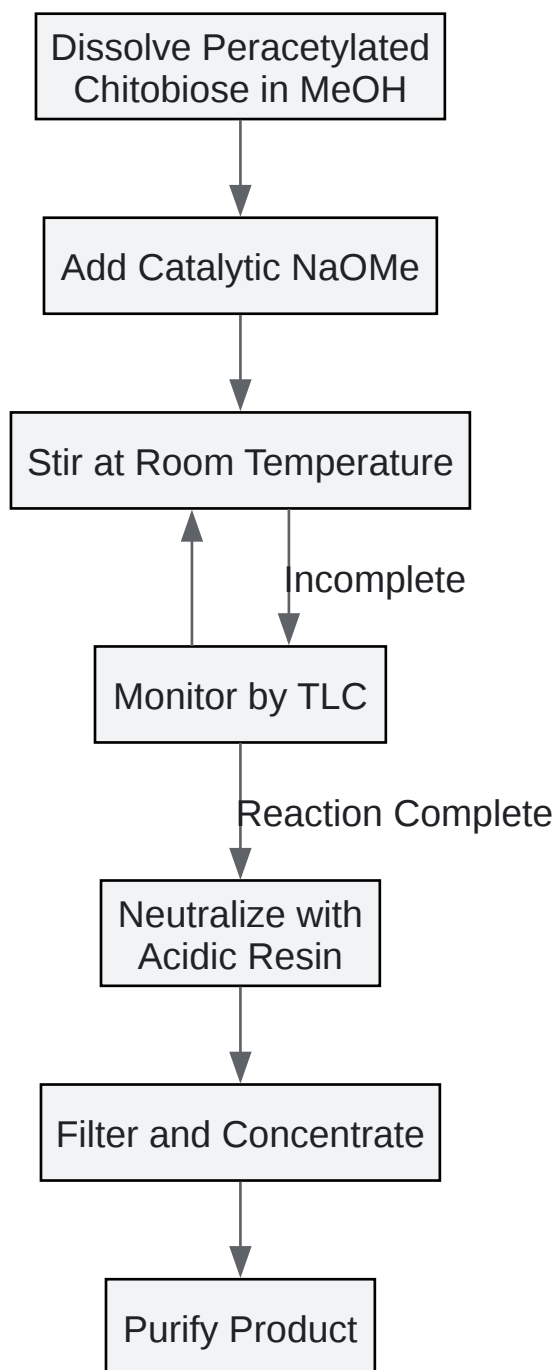 Dissolve Peracetylated
Chitobiose in MeOH
Add Catalytic NaOMe
Stir at Room Temperature
Incomplete
Monitor by TLC
Reaction Complete
Neutralize with
Acidic Resin
Filter and Concentrate
Purify Product